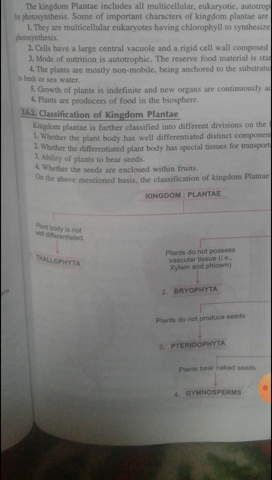 The kingdom Plantae includes all multicellular, eukaryotic, autotrop
for photosynthesis. Some of important characters of kingdom plantae are
1. They are multicellular eukaryotes having chlorophyll to synthesize
photosynthesis.
2. Cells have a large central vacuole and a rigid cell wall composed
3. Mode of nutrition is autotrophic. The reserve food material is star
4. The plants are mostly non-mobile, being anchored to the substratu
in fresh or sea water.
5. Growth of plants is indefinite and new organs are continuously a
6. Plants are producers of food in the biosphere.
Classification of Kingdom Plantae
Kingdom plantae is further classified into different divisions on the
1. Whether the plant body has well differentiated distinct componen
2. Whether the differentiated plant body has special tissues for transport
3. Ability of plants to bear seeds.
4. Whether the seeds are enclosed within fruits.
On the above mentioned basis, the classification of kingdom Plantae
KINGDOM : PLANTAE
Plant body is not
well differentiated
THALLOPHYTA
Plants do not possess
vascular tissue (i.e.,
Xylem and phloem)
2. BRYOPHYTA
Plants do not produce seeds
3. PTERIDOPHYTA
Plants bear naked seeds
4. GYMNOSPERMS